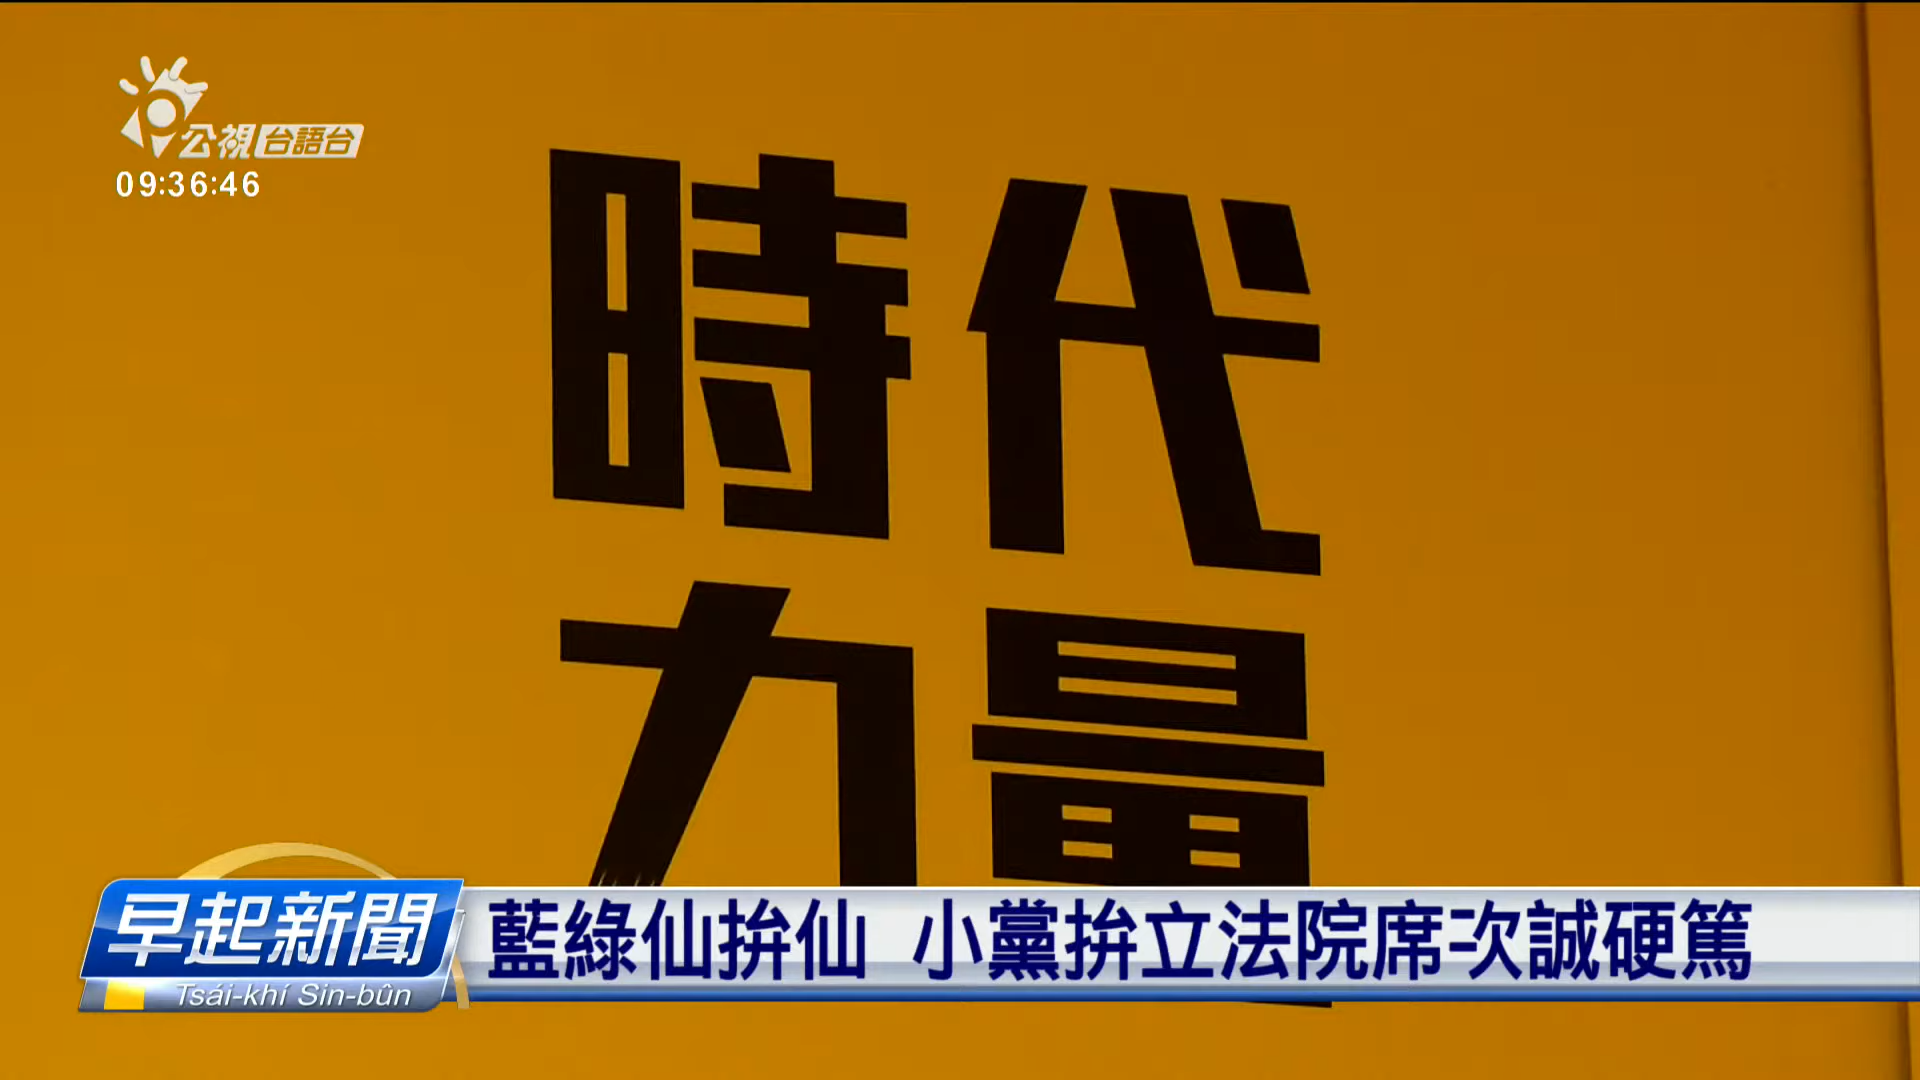 公視台語台
09:36:46
時代
力量
早起新聞
Tsái-khí Sin-bûn
藍綠仙拚仙 小黨拚立法院席次誠硬篤